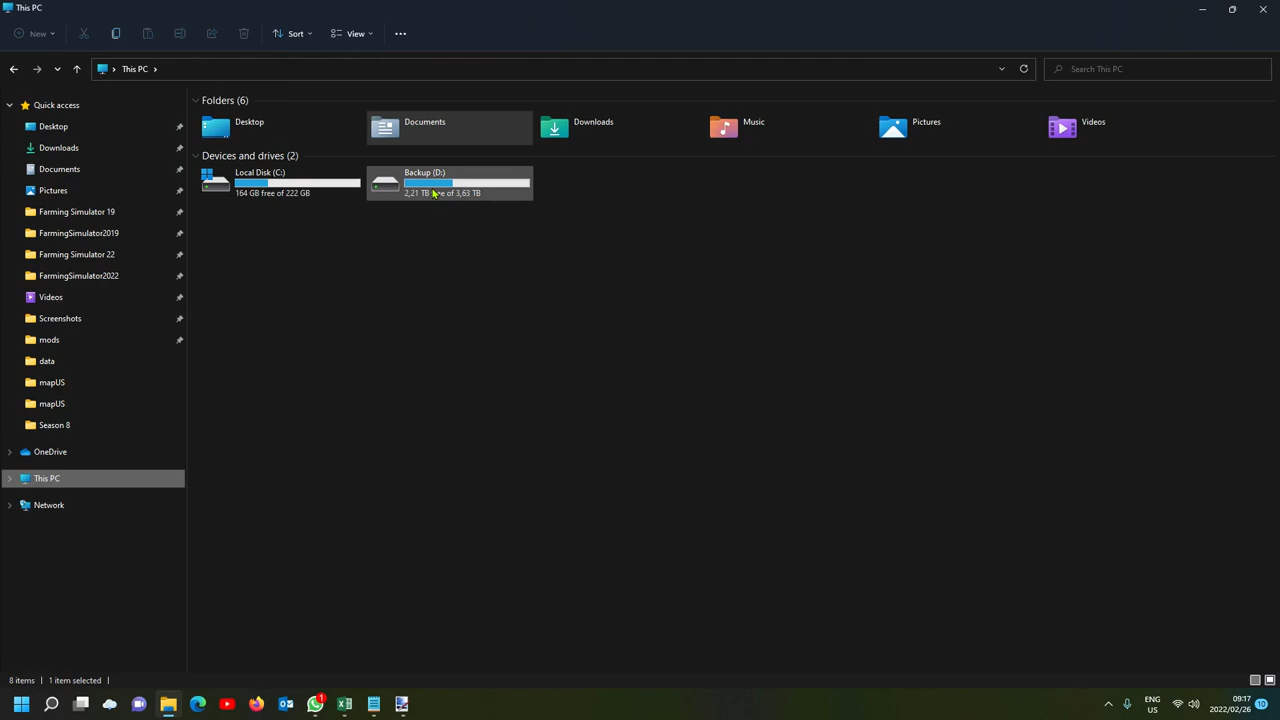 This PC
New
Sort
View
This PC
Search This PC
Quick access
Desktop
Downloads
Documents
Pictures
Farming Simulator 19
FarmingSimulator2019
Farming Simulator 22
FarmingSimulator2022
Videos
Screenshots
mods
data
mapUS
mapUS
Season 8
OneDrive
This PC
Network
Folders (6)
Desktop
Documents
Downloads
Music
Pictures
Videos
Devices and drives (2)
Local Disk (C:)
164 GB free of 222 GB
Backup (D:)
2,21 TB free of 3,63 TB
8 items
1 item selected
1
ENG
US
09:17
2022/02/26